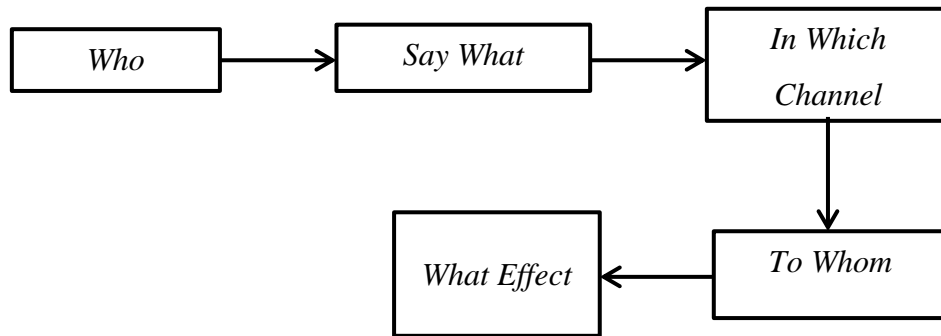 Who
Say What
In Which
Channel
To Whom
What Effect